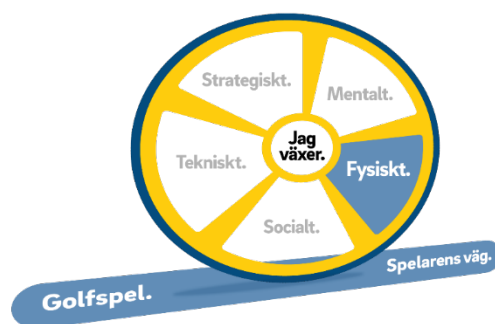 Strategiskt.
Mentalt.
Jag
växer.
Tekniskt.
Fysiskt.
Socialt.
Spelarens väg.
Golfspel.